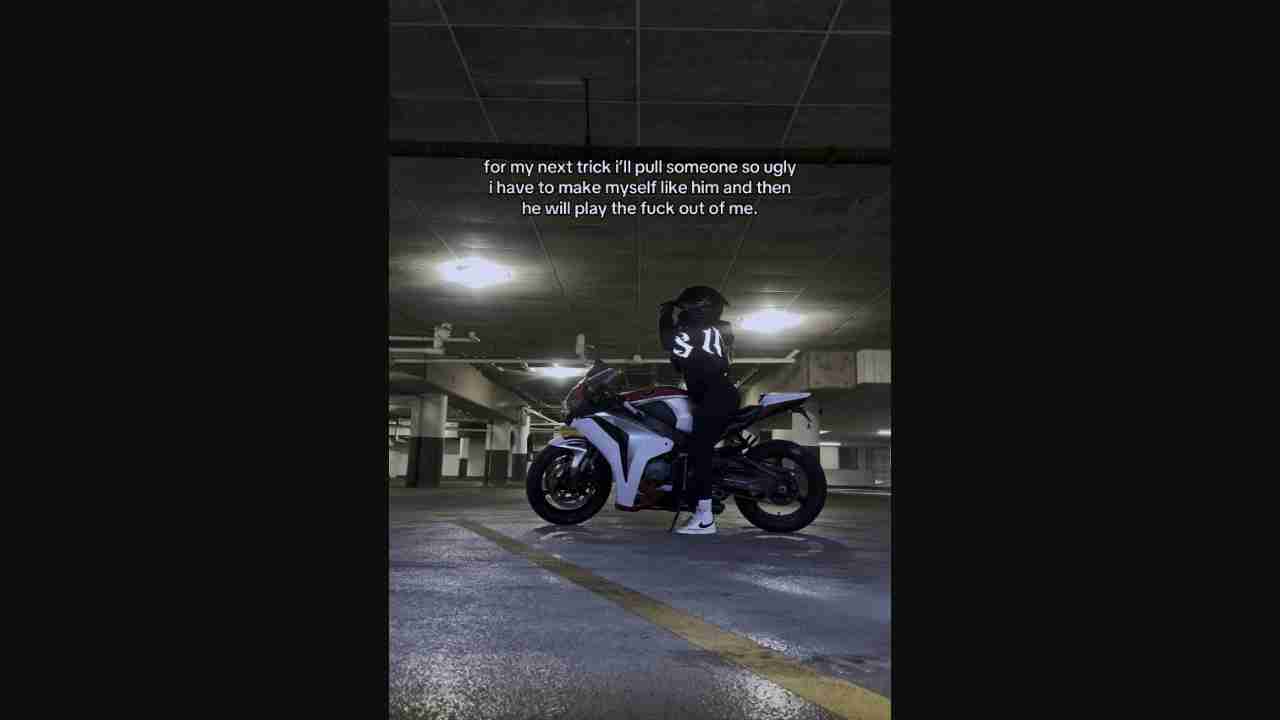 for my next trick i'll pull someone so ugly
i have to make myself like him and then
he will play the fuck out of me.